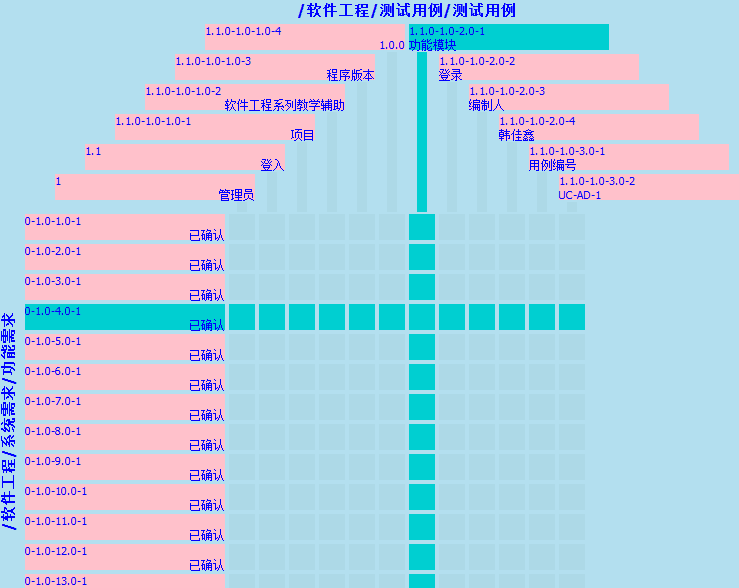 /软件工程/测试用例/测试用例
1.1.0-1.0-1.0-4
1.0.0
1.1.0-1.0-1.0-3
程序版本
1.1.0-1.0-1.0-2
软件工程系列教学辅助
1.1.0-1.0-1.0-1
项目
1.1
登入
1
管理员
1.1.0-1.0-2.0-1
功能模块
1.1.0-1.0-2.0-2
登录
1.1.0-1.0-2.0-3
编制人
1.1.0-1.0-2.0-4
韩佳鑫
1.1.0-1.0-3.0-1
用例编号
1.1.0-1.0-3.0-2
UC-AD-1
/软件工程/系统需求/功能需求
0-1.0-1.0-1
已确认
0-1.0-2.0-1
已确认
0-1.0-3.0-1
已确认
0-1.0-4.0-1
已确认
0-1.0-5.0-1
已确认
0-1.0-6.0-1
已确认
0-1.0-7.0-1
已确认
0-1.0-8.0-1
已确认
0-1.0-9.0-1
已确认
0-1.0-10.0-1
已确认
0-1.0-11.0-1
已确认
0-1.0-12.0-1
已确认
0-1.0-13.0-1